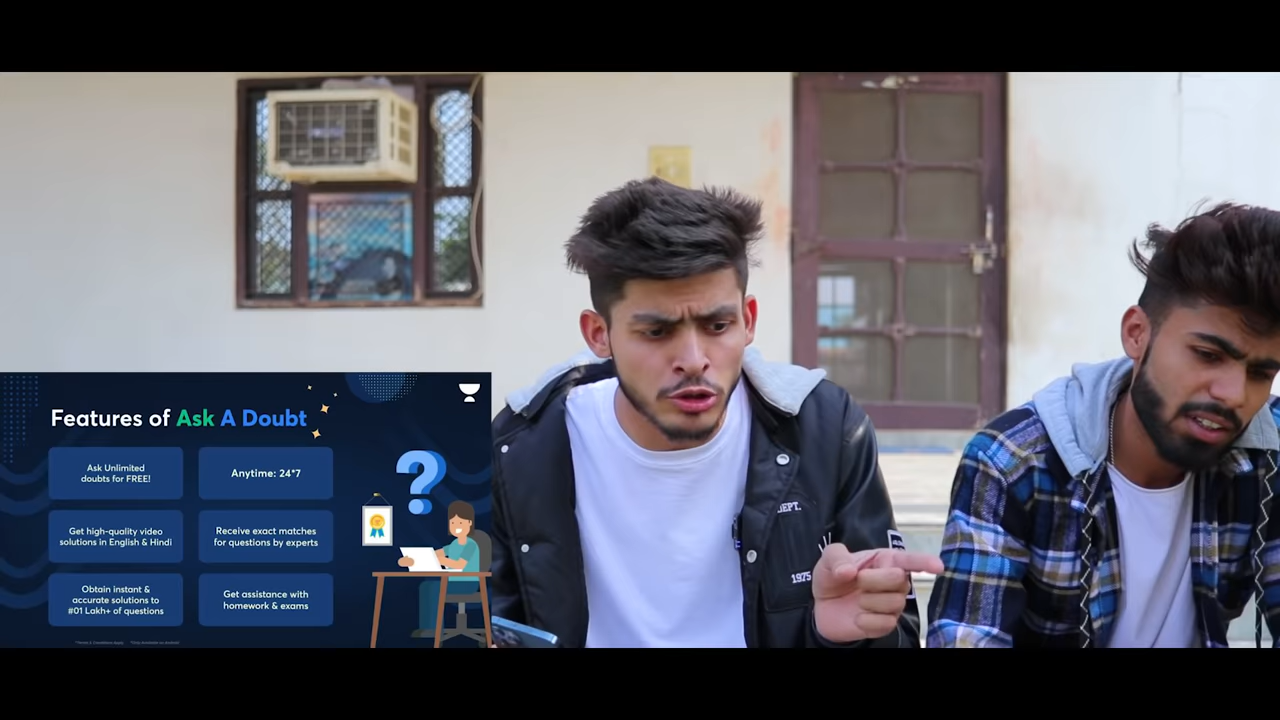 Features of Ask A Doubt
Ask Unlimited
doubts for FREE!
Anytime: 24*7
Get high-quality video
solutions in English & Hindi
Receive exact matches
for questions by experts
Obtain instant &
accurate solutions to
#01 Lakh+ of questions
Get assistance with
homework & exams
1975